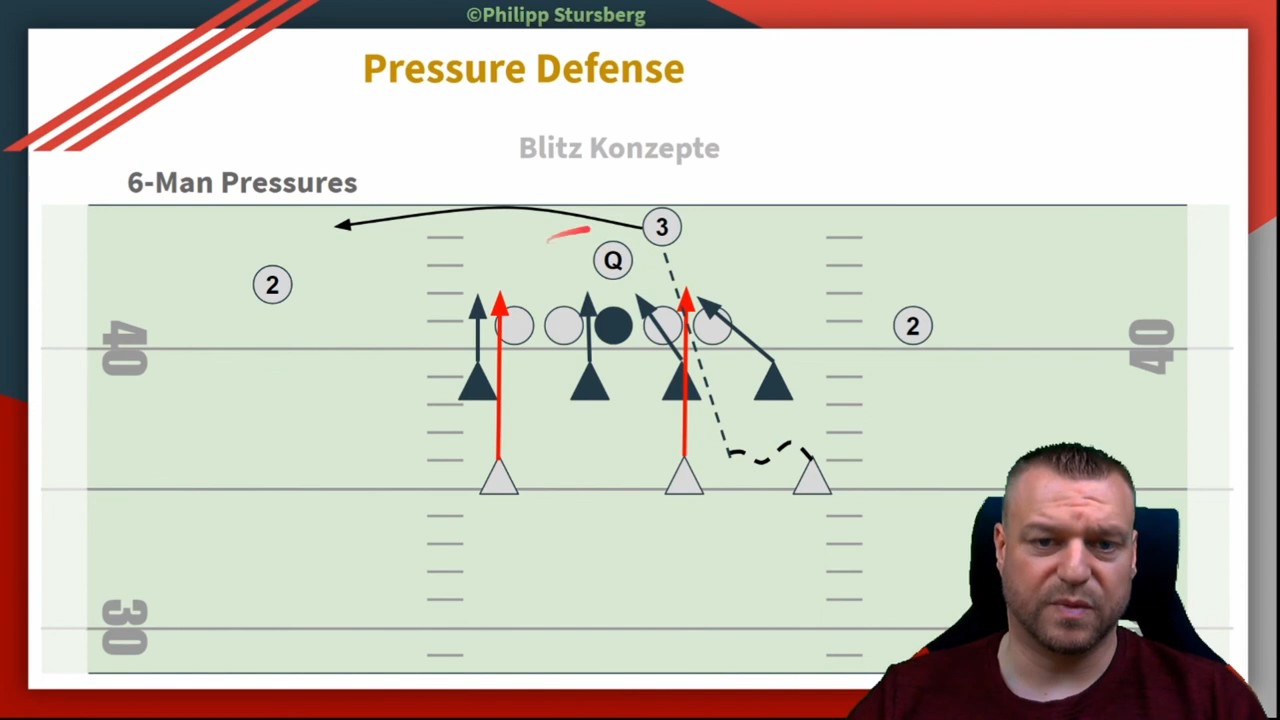 ©Philipp Stursberg
Pressure Defense
Blitz Konzepte
6-Man Pressures
3
Q
2
2
40
40
30